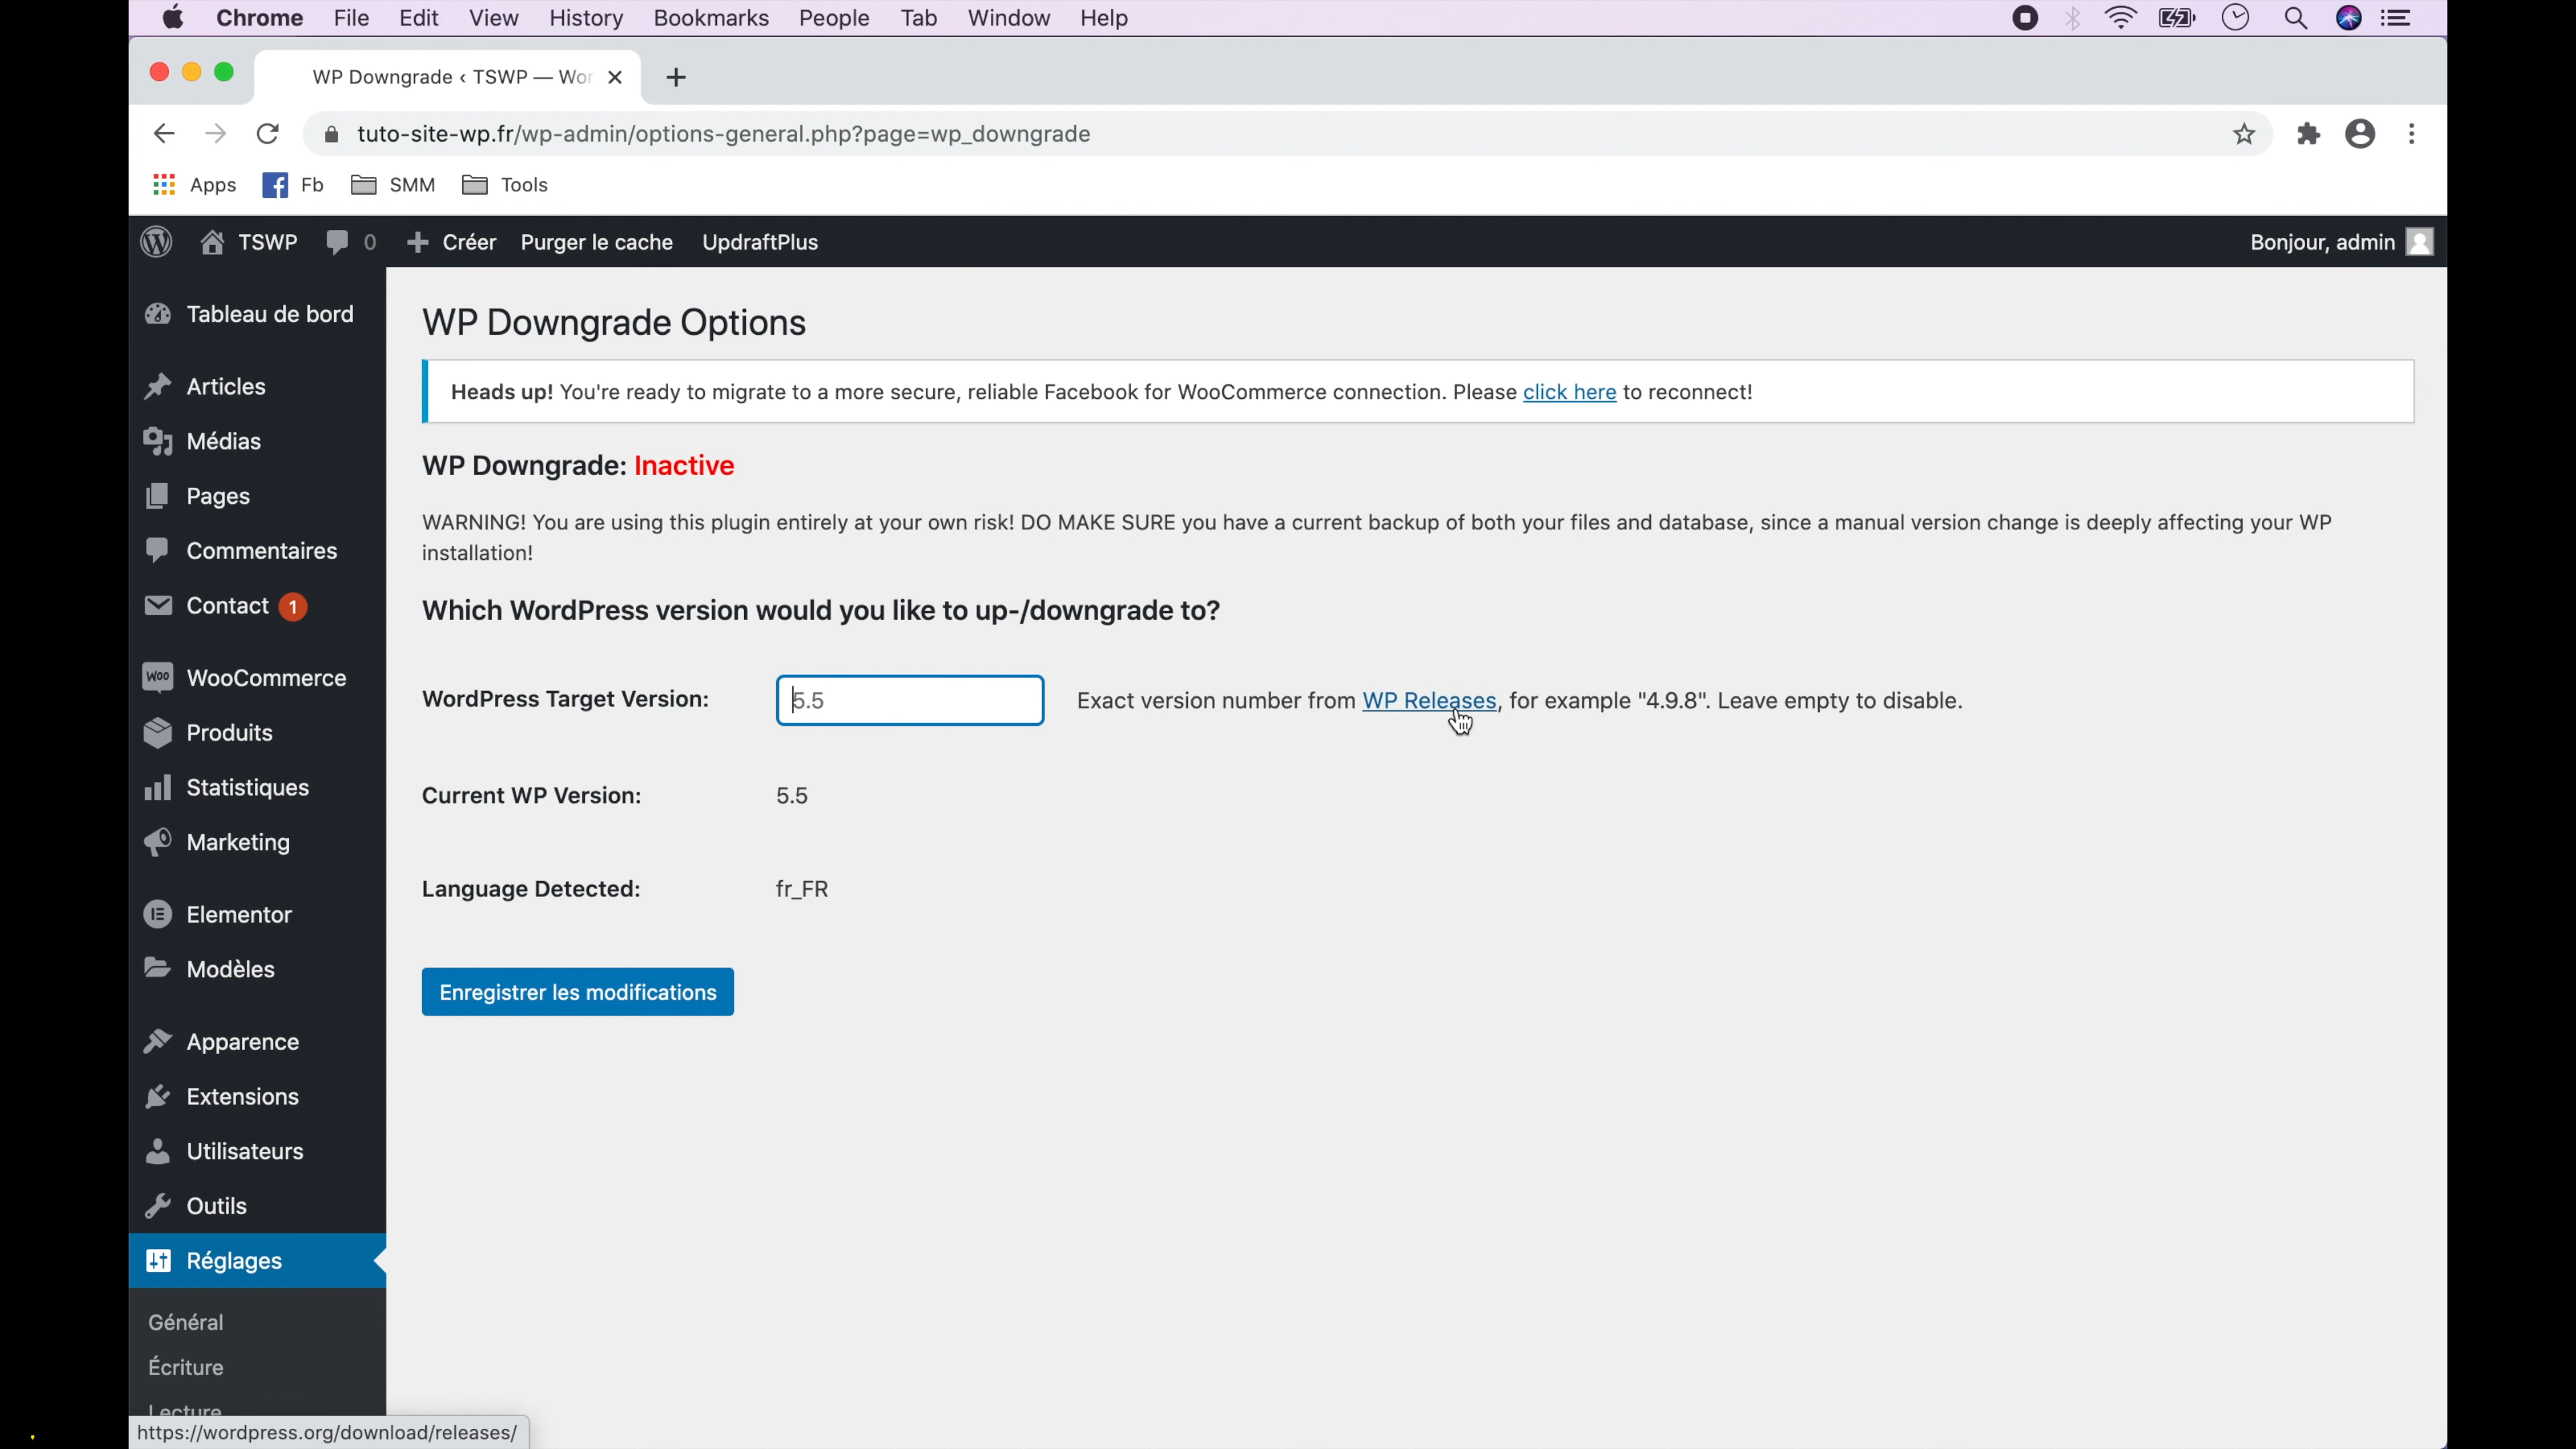 Chrome File Edit View History Bookmarks People Tab Window Help
WP Downgrade ‹ TSWP — Wor
tuto-site-wp.fr/wp-admin/options-general.php?page=wp_downgrade
Apps Fb SMM Tools
TSWP 0 Créer Purger le cache UpdraftPlus Bonjour, admin
Tableau de bord
Articles
Médias
Pages
Commentaires
Contact 1
WooCommerce
Produits
Statistiques
Marketing
Elementor
Modèles
Apparence
Extensions
Utilisateurs
Outils
Réglages
Général
Écriture
Lecture
https://wordpress.org/download/releases/
WP Downgrade Options
Heads up! You're ready to migrate to a more secure, reliable Facebook for WooCommerce connection. Please click here to reconnect!
WP Downgrade: Inactive
WARNING! You are using this plugin entirely at your own risk! DO MAKE SURE you have a current backup of both your files and database, since a manual version change is deeply affecting your WP
installation!
Which WordPress version would you like to up-/downgrade to?
WordPress Target Version: 5.5 Exact version number from WP Releases, for example "4.9.8". Leave empty to disable.
Current WP Version: 5.5
Language Detected: fr_FR
Enregistrer les modifications